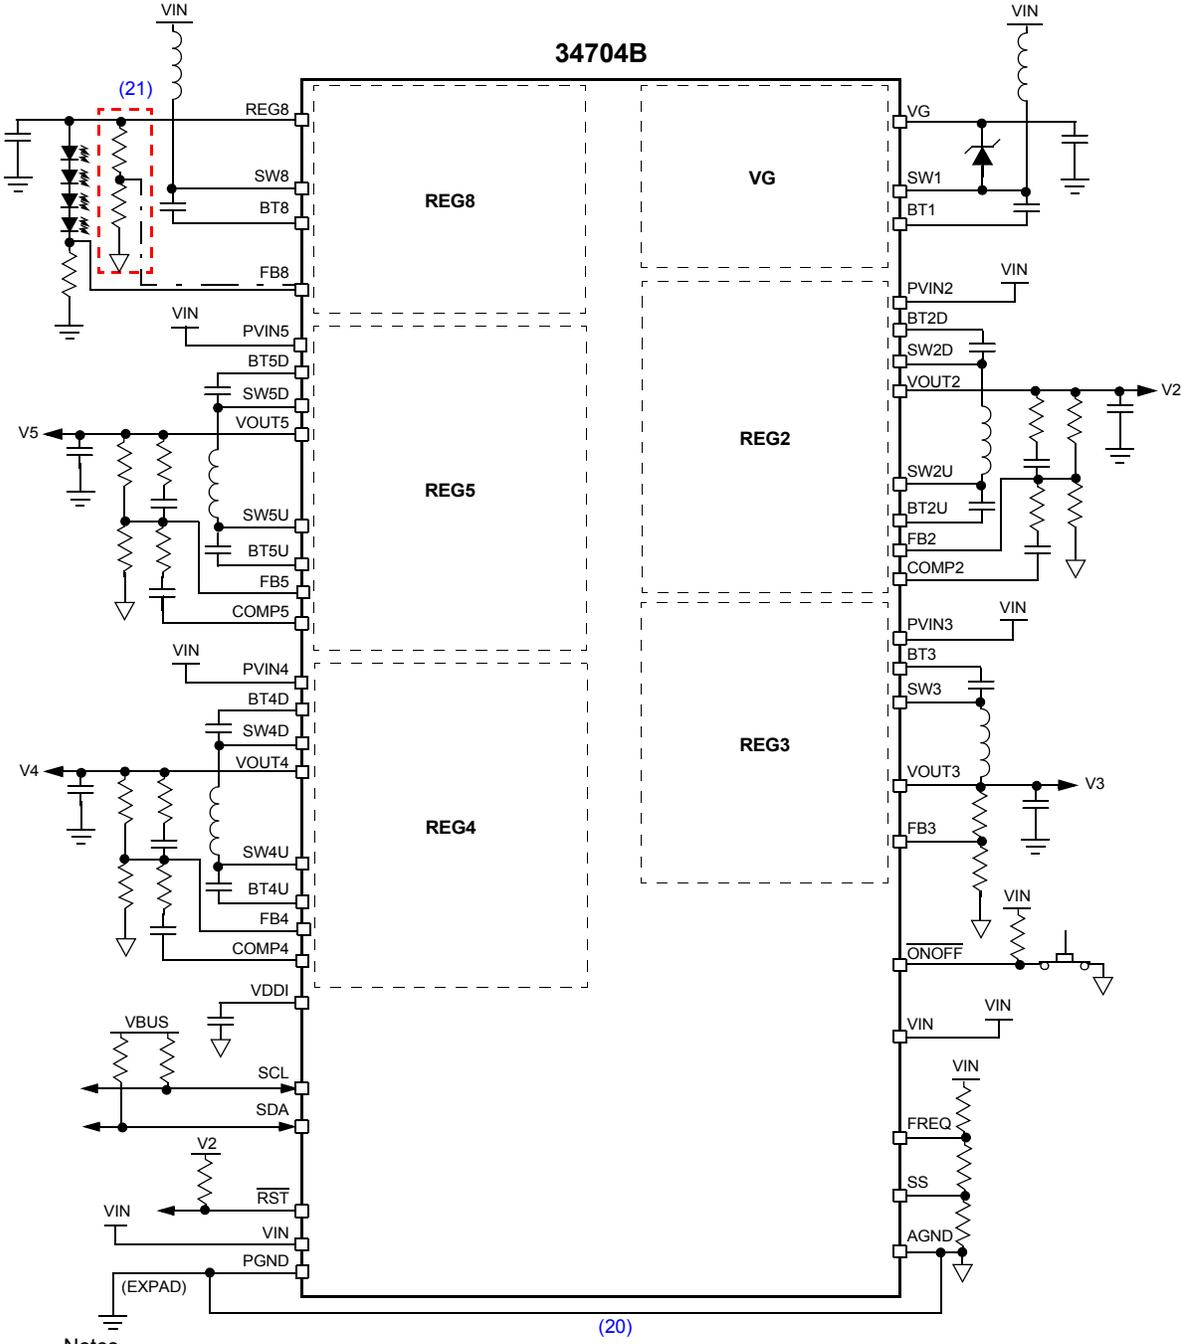 VIN
VIN
34704B
(21)
REG8
SW8
BT8
FB8
REG8
VG
VG
SW1
BT1
VIN
PVIN5
BT5D
SW5D
VOUT5
V5
SW5U
BT5U
FB5
COMP5
REG5
VIN
PVIN2
BT2D
SW2D
VOUT2
V2
REG2
SW2U
BT2U
FB2
COMP2
VIN
PVIN4
BT4D
SW4D
VOUT4
V4
SW4U
BT4U
FB4
COMP4
REG4
VIN
PVIN3
BT3
SW3
REG3
VOUT3
V3
FB3
VIN
ONOFF
VDDI
VBUS
SCL
SDA
V2
RST
VIN
VIN
PGND
(EXPAD)
VIN
VIN
VIN
FREQ
SS
AGND
(20)
Notes